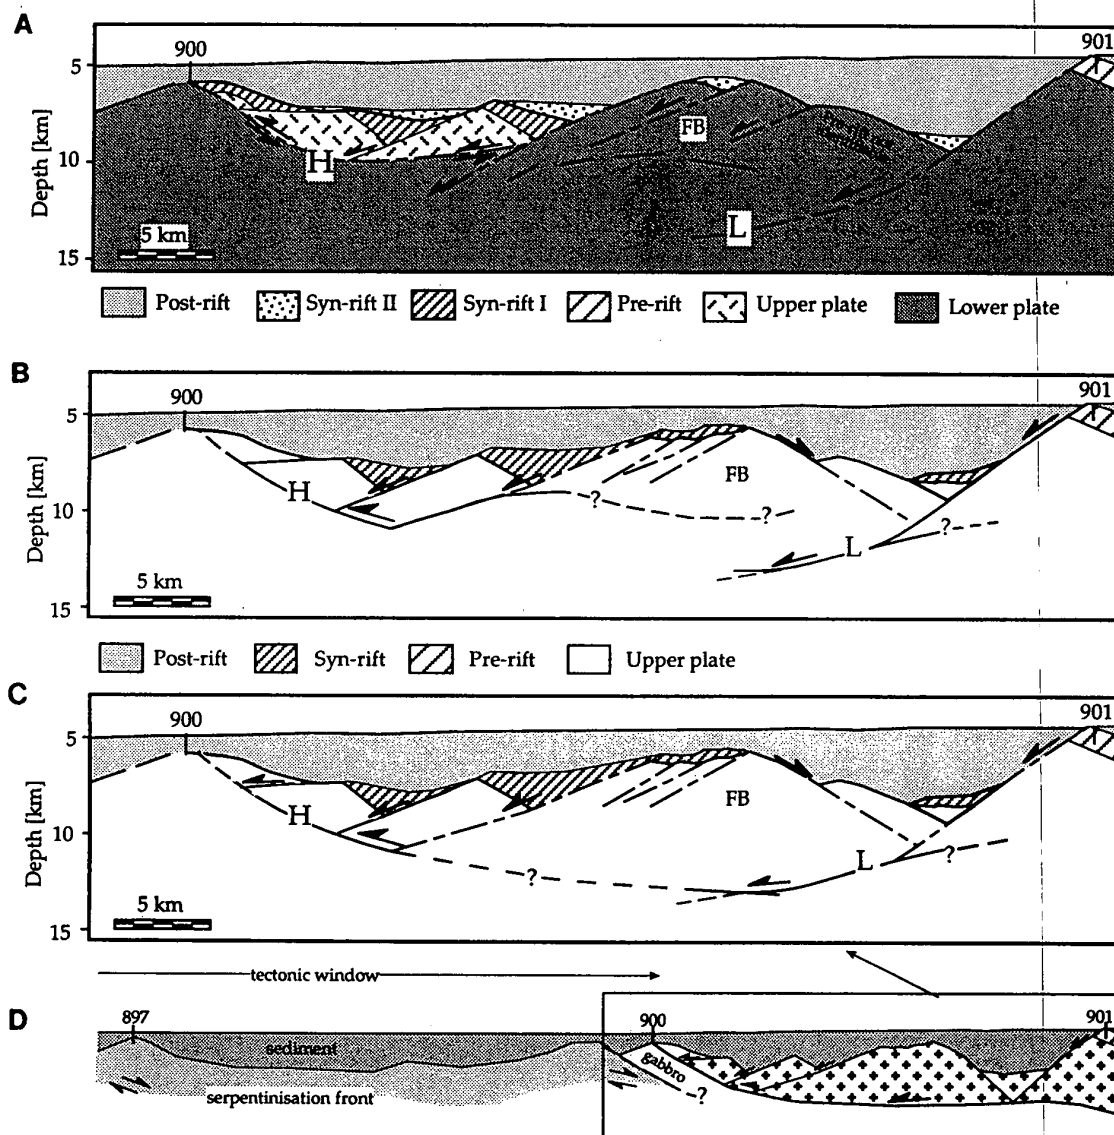 A
900
901
5
10
15
Depth [km]
FB
Pre-rift
H
L
5 km
Post-rift
Syn-rift II
Syn-rift I
Pre-rift
Upper plate
Lower plate
B
900
901
5
10
15
Depth [km]
FB
H
?
?
?
L
5 km
Post-rift
Syn-rift
Pre-rift
Upper plate
C
900
901
5
10
15
Depth [km]
FB
H
?
L
?
5 km
tectonic window
D
897
900
901
sediment
gabbro
?
serpentinisation front